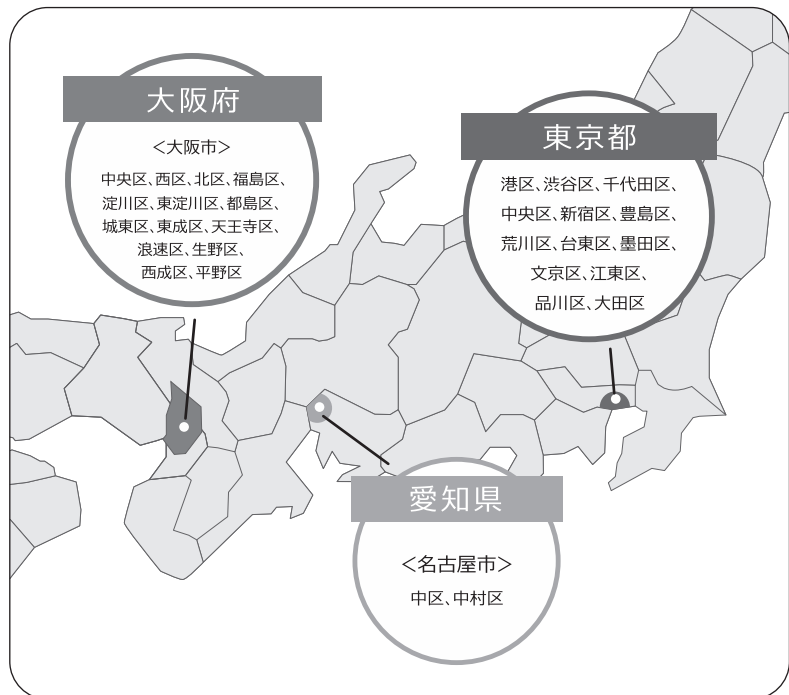 大阪府
＜大阪市＞
中央区、西区、北区、福島区、
淀川区、東淀川区、都島区、
城東区、東成区、天王寺区、
浪速区、生野区、
西成区、平野区
東京都
港区、渋谷区、千代田区、
中央区、新宿区、豊島区、
荒川区、台東区、墨田区、
文京区、江東区、
品川区、大田区
愛知県
＜名古屋市＞
中区、中村区